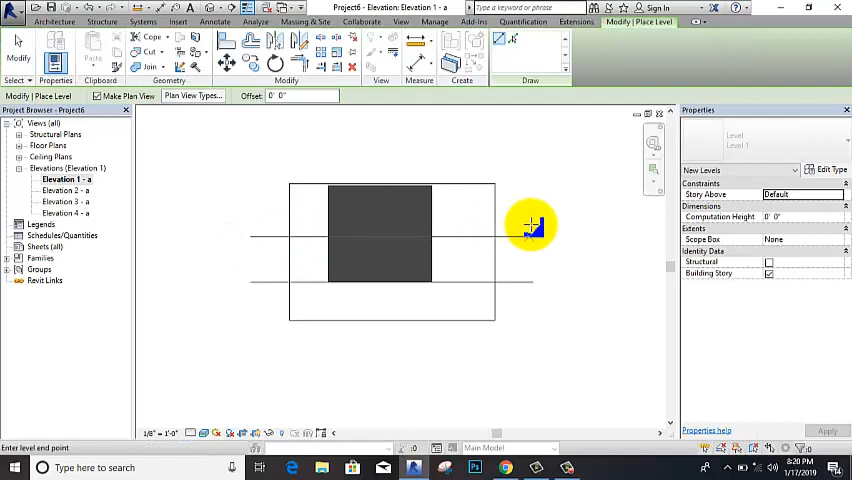 Project6 - Elevation: Elevation 1 - a
Type a keyword or phrase
Sign In
Architecture Structure Steel Systems Insert Annotate Analyze Massing & Site Collaborate View Manage Add-Ins Quantification Extensions Modify | Place Level
Modify
Paste
Cope
Cut
Join
Select Properties Clipboard Geometry Modify View Measure Create Draw
Modify | Place Level
Make Plan View
Plan View Types...
Offset: 0' 0"
Project Browser - Project6
Views (all)
Structural Plans
Floor Plans
Ceiling Plans
Elevations (Elevation 1)
Elevation 1 - a
Elevation 2 - a
Elevation 3 - a
Elevation 4 - a
Legends
Schedules/Quantities
Sheets (all)
Families
Groups
Revit Links
Properties
Level
Level 1
New Levels
Edit Type
Constraints
Story Above Default
Dimensions
Computation Height 0' 0"
Extents
Scope Box None
Identity Data
Structural
Building Story
Properties help
Apply
1/8" = 1'-0"
Enter level end point
:0
Main Model
:0
Type here to search
8:20 PM
1/17/2019
14